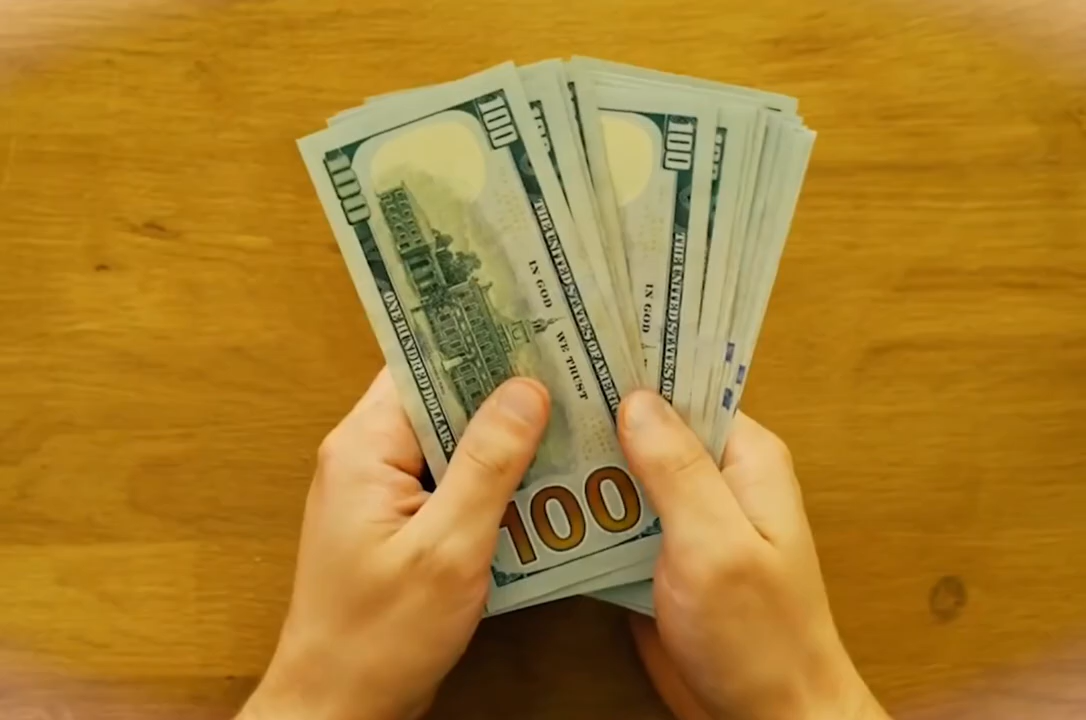 100
100
ONE HUNDRED DOLLARS
THE UNITED STATES OF AMERIC
IN GOD
WE TRUST
100
100
THE UNITED STATES O
IN GOD